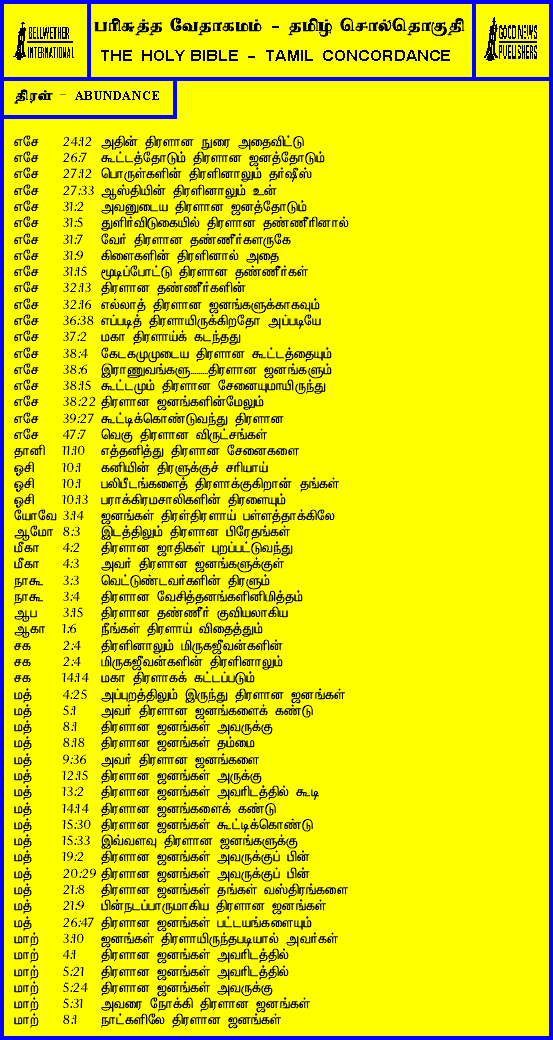 BELLWETHER
INTERNATIONAL
பரிசுத்த வேதாகமம் - தமிழ் சொல்தொகுதி
THE HOLY BIBLE - TAMIL CONCORDANCE
GOOD NEWS
PUBLISHERS
திரள் - ABUNDANCE
எசே 24:12 அதின் திரளான நுரை அதைவிட்டு
எசே 26:7 கூட்டத்தோடும் திரளான ஜனத்தோடும்
எசே 27:12 பொருள்களின் திரளினாலும் தர்ஷீஸ்
எசே 27:33 ஆஸ்தியின் திரளினாலும் உன்
எசே 31:2 அவனுடைய திரளான ஜனத்தோடும்
எசே 31:5 துளிர்விடுகையில் திரளான தண்ணீரினால்
எசே 31:7 வேர் திரளான தண்ணீர்களருகே
எசே 31:9 கிளைகளின் திரளினால் அதை
எசே 31:15 மூடிப்போட்டு திரளான தண்ணீர்கள்
எசே 32:13 திரளான தண்ணீர்களின்
எசே 32:16 எல்லாத் திரளான ஜனங்களுக்காகவும்
எசே 36:38 எப்படித் திரளாயிருக்கிறதோ அப்படியே
எசே 37:2 மகா திரளாய்க் கடந்தது
எசே 38:4 கேடகமுமுடைய திரளான கூட்டத்தையும்
எசே 38:6 இராணுவங்களு.......திரளான ஜனங்களும்
எசே 38:15 கூட்டமும் திரளான சேனையுமாயிருந்து
எசே 38:22 திரளான ஜனங்களின்மேலும்
எசே 39:27 கூட்டிக்கொண்டுவந்து திரளான
எசே 47:7 வெகு திரளான விருட்சங்கள்
தானி 11:10 எத்தனித்து திரளான சேனைகளை
ஓசி 10:1 கனியின் திரளுக்குச் சரியாய்
ஓசி 10:1 பலிபீடங்களைத் திரளாக்குகிறான் தங்கள்
ஓசி 10:13 பராக்கிரமசாலிகளின் திரளையும்
யோவே 3:14 ஜனங்கள் திரள்திரளாய் பள்ளத்தாக்கிலே
ஆமோ 8:3 இடத்திலும் திரளான பிரேதங்கள்
மீகா 4:2 திரளான ஜாதிகள் புறப்பட்டுவந்து
மீகா 4:3 அவர் திரளான ஜனங்களுக்குள்
நாகூ 3:3 வெட்டுண்டவர்களின் திரளும்
நாகூ 3:4 திரளான வேசித்தனங்களினிமித்தம்
ஆப 3:15 திரளான தண்ணீர் குவியலாகிய
ஆகா 1:6 நீங்கள் திரளாய் விதைத்தும்
சக 2:4 திரளினாலும் மிருகஜீவன்களின்
சக 2:4 மிருகஜீவன்களின் திரளினாலும்
சக 14:14 மகா திரளாகக் கட்டப்படும்
மத் 4:25 அப்புறத்திலும் இருந்து திரளான ஜனங்கள்
மத் 5:1 அவர் திரளான ஜனங்களைக் கண்டு
மத் 8:1 திரளான ஜனங்கள் அவருக்கு
மத் 8:18 திரளான ஜனங்கள் தம்மை
மத் 9:36 அவர் திரளான ஜனங்களை
மத் 12:15 திரளான ஜனங்கள் அருக்கு
மத் 13:2 திரளான ஜனங்கள் அவரிடத்தில் கூடி
மத் 14:14 திரளான ஜனங்களைக் கண்டு
மத் 15:30 திரளான ஜனங்கள் கூட்டிக்கொண்டு
மத் 15:33 இவ்வளவு திரளான ஜனங்களுக்கு
மத் 19:2 திரளான ஜனங்கள் அவருக்குப் பின்
மத் 20:29 திரளான ஜனங்கள் அவருக்குப் பின்
மத் 21:8 திரளான ஜனங்கள் தங்கள் வஸ்திரங்களை
மத் 21:9 பின்நடப்பாருமாகிய திரளான ஜனங்கள்
மத் 26:47 திரளான ஜனங்கள் பட்டயங்களையும்
மாற் 3:10 ஜனங்கள் திரளாயிருந்தபடியால் அவர்கள்
மாற் 4:1 திரளான ஜனங்கள் அவரிடத்தில்
மாற் 5:21 திரளான ஜனங்கள் அவரிடத்தில்
மாற் 5:24 திரளான ஜனங்கள் அவருக்கு
மாற் 5:31 அவரை நோக்கி திரளான ஜனங்கள்
மாற் 8:1 நாட்களிலே திரளான ஜனங்கள்